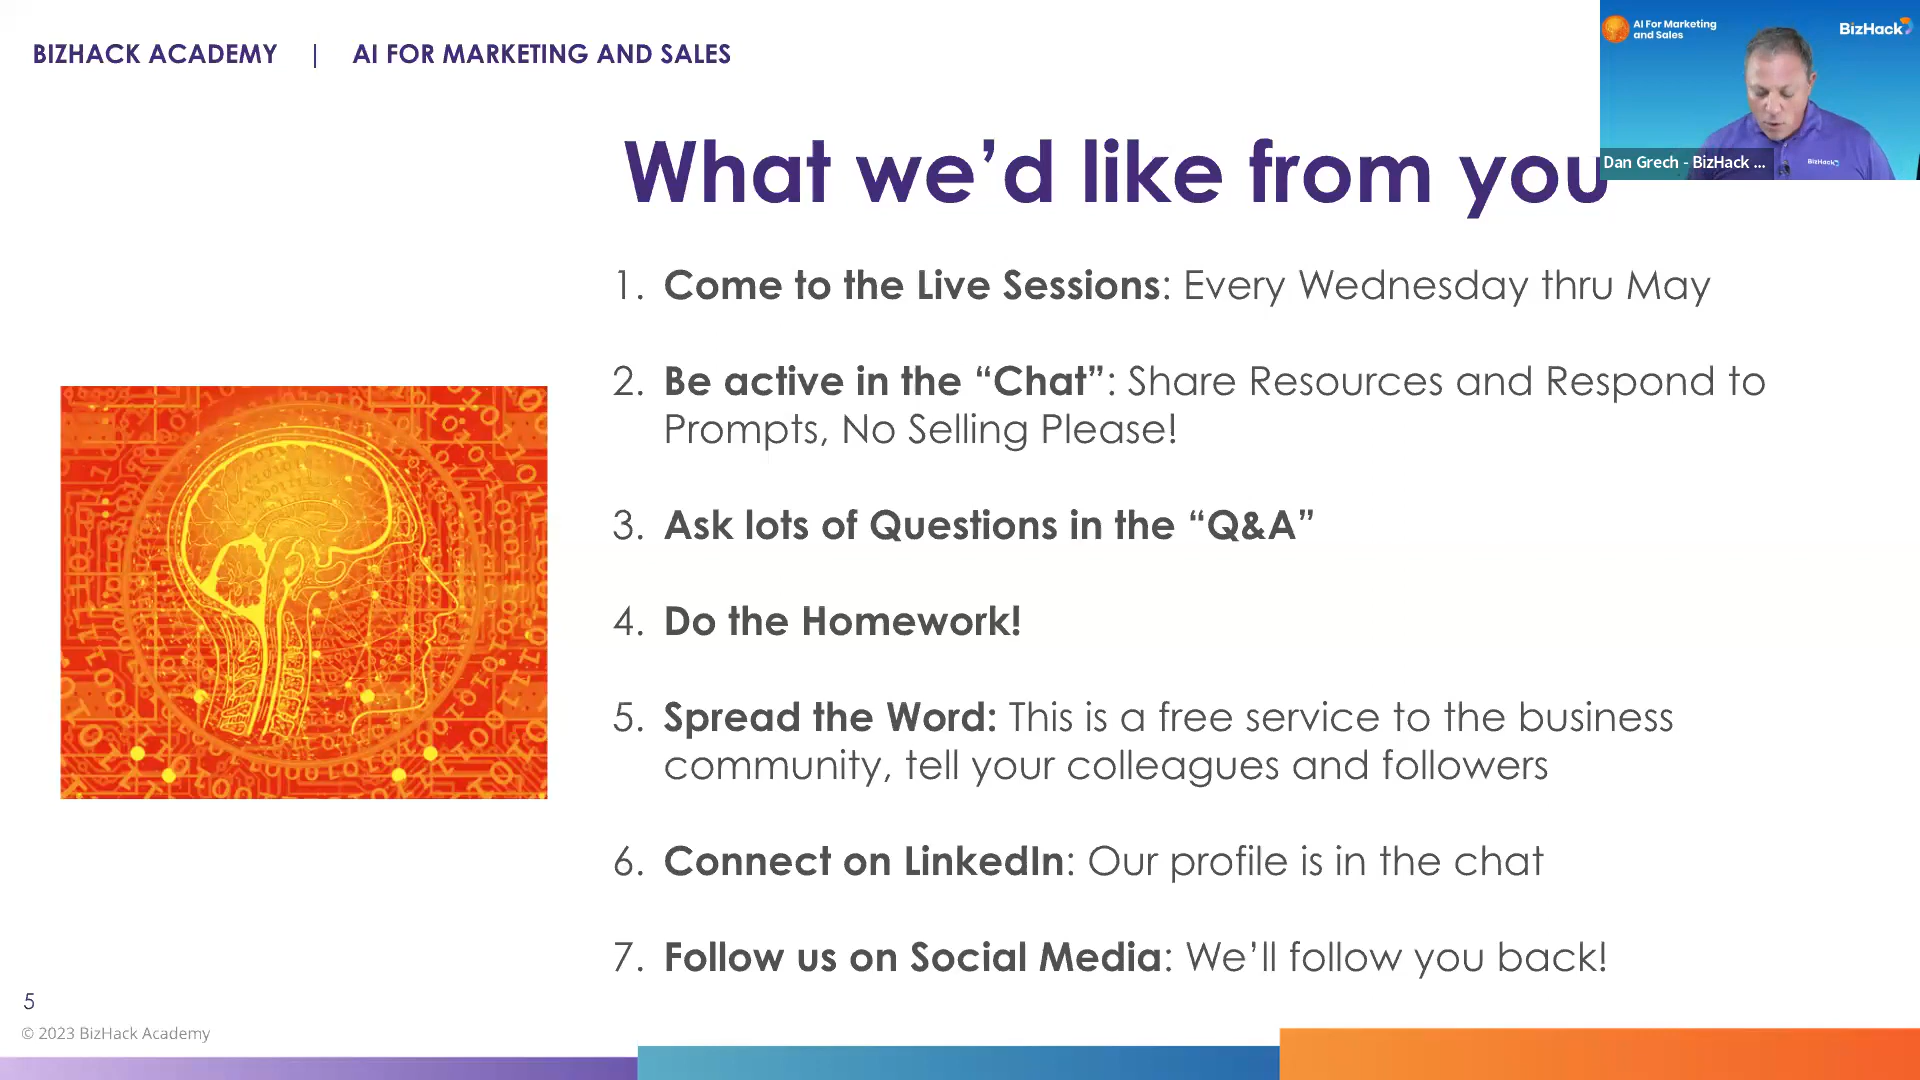 BIZHACK ACADEMY | AI FOR MARKETING AND SALES
AI For Marketing
and Sales
BizHack
Dan Grech - BizHack ...
BizHack
What we’d like from you
1. Come to the Live Sessions: Every Wednesday thru May
2. Be active in the “Chat”: Share Resources and Respond to
Prompts, No Selling Please!
3. Ask lots of Questions in the “Q&A”
4. Do the Homework!
5. Spread the Word: This is a free service to the business
community, tell your colleagues and followers
6. Connect on LinkedIn: Our profile is in the chat
7. Follow us on Social Media: We’ll follow you back!
5
© 2023 BizHack Academy